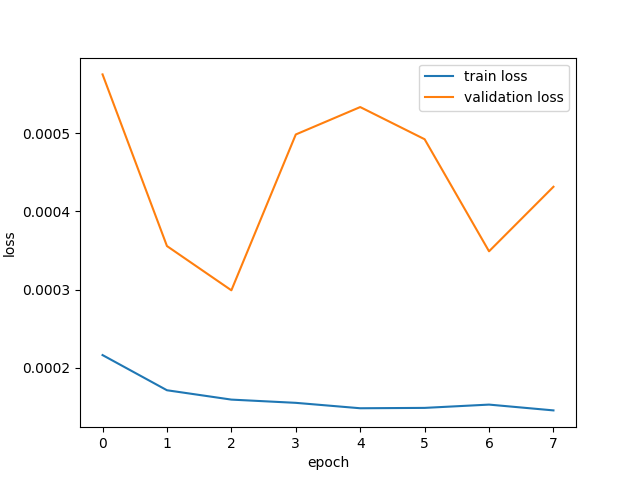 train loss
validation loss
0.0005
0.0004
0.0003
0.0002
loss
0 1 2 3 4 5 6 7
epoch